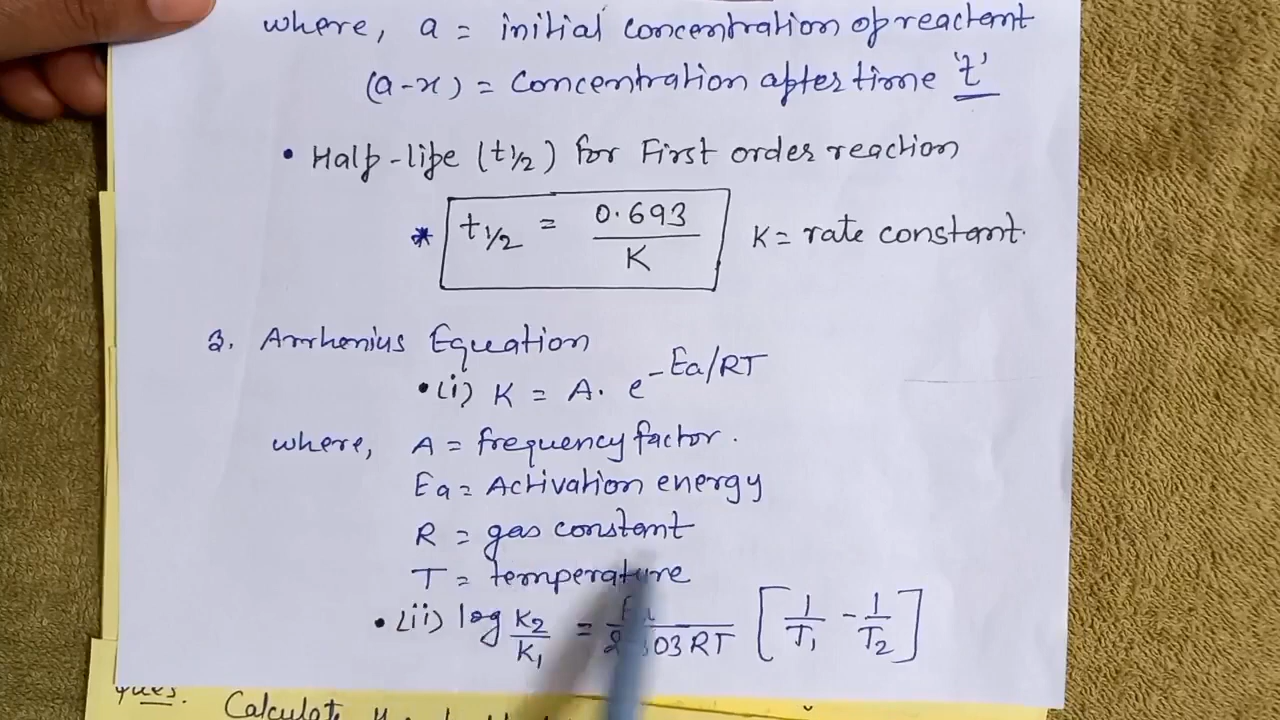 where, a = initial concentration of reactant
(a-x) = Concentration after time 't'
• Half-life (t1/2) for First order reaction
* t1/2 = 0.693/K K = rate constant.
3. Arrhenius Equation
• (i) K = A. e^-Ea/RT
where, A = frequency factor.
Ea = Activation energy
R = gas constant
T = temperature
• (ii) log K2/K1 = RT [1/T1 - 1/T2]
Ques. Calculate